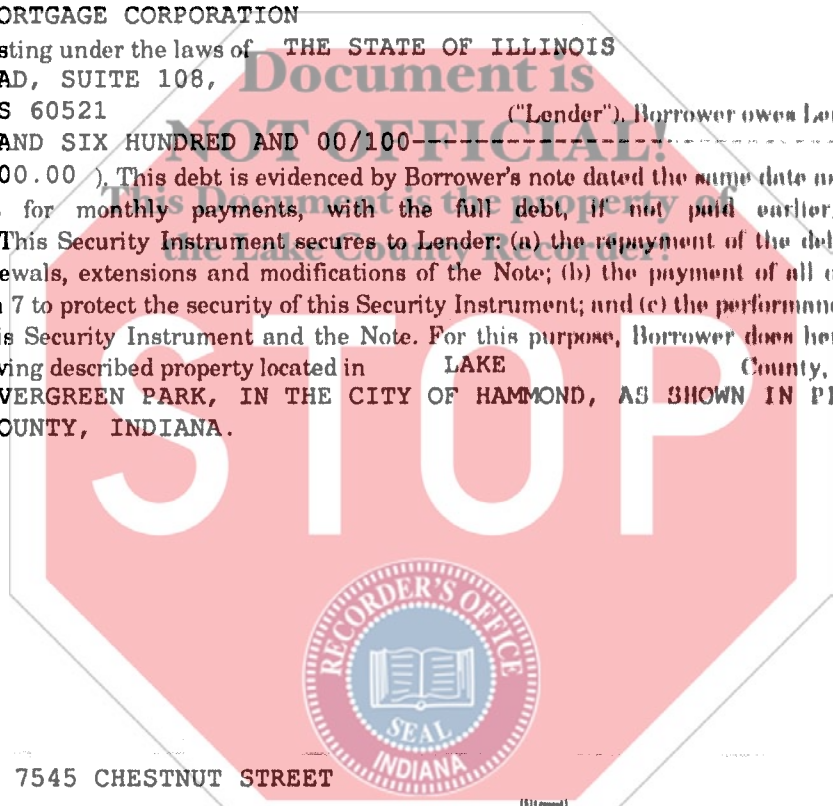 ORTGAGE CORPORATION
sting under the laws of THE STATE OF ILLINOIS
AD, SUITE 108,
S 60521 ("Lender"). Borrower owes Len
AND SIX HUNDRED AND 00/100----------------
00.00 ). This debt is evidenced by Borrower's note dated the same date as
for monthly payments, with the full debt, if not paid earlier,
This Security Instrument secures to Lender: (a) the repayment of the deb
ewals, extensions and modifications of the Note; (b) the payment of all o
7 to protect the security of this Security Instrument; and (c) the performanc
is Security Instrument and the Note. For this purpose, Borrower does her
ving described property located in LAKE County,
VERGREEN PARK, IN THE CITY OF HAMMOND, AS SHOWN IN PL
OUNTY, INDIANA.
Document is
NOT OFFICIAL!
This Document is the property of
the Lake County Recorder!
STOP
RECORDER'S OFFICE
SEAL
INDIANA
7545 CHESTNUT STREET